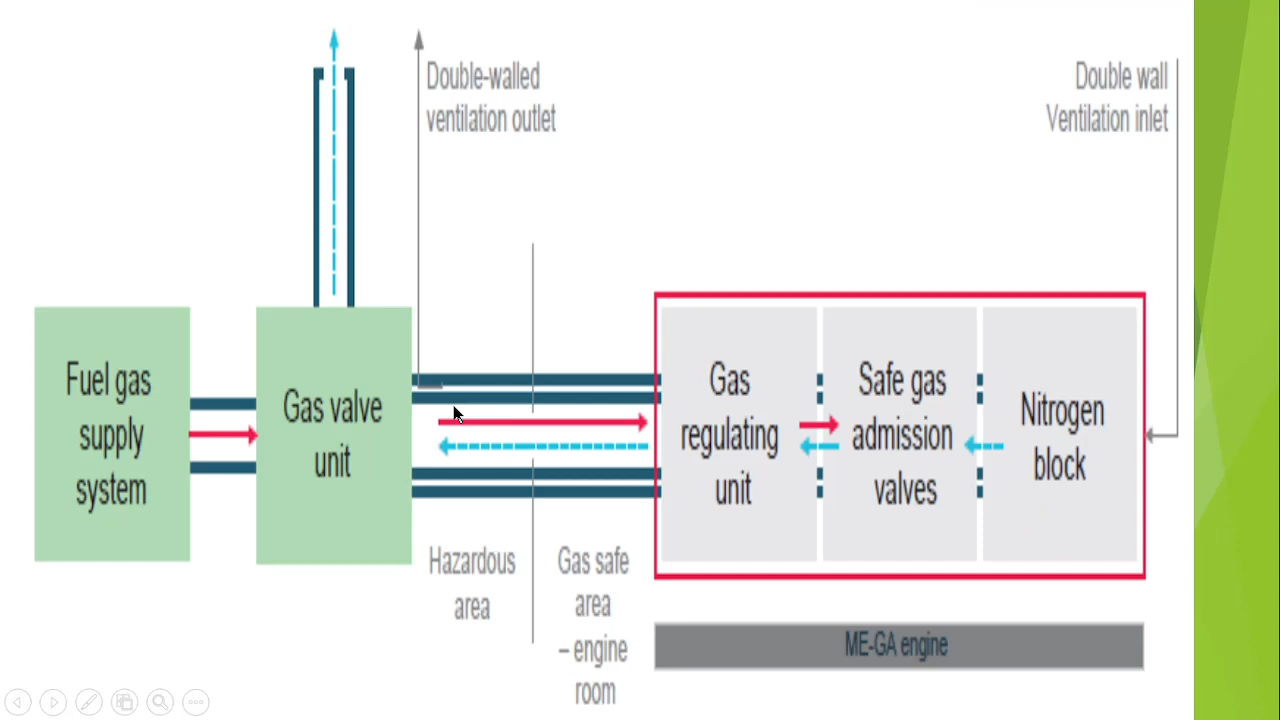 Double-walled
ventilation outlet
Double wall
Ventilation inlet
Fuel gas
supply
system
Gas valve
unit
Gas
regulating
unit
Safe gas
admission
valves
Nitrogen
block
Hazardous
area
Gas safe
area
– engine
room
ME-GA engine